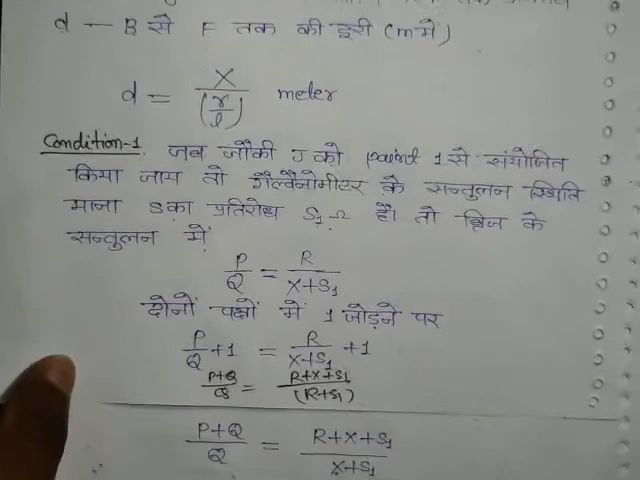 d — B से F तक की दूरी (m में)
d = X/(r/l) meter
Condition-1 जब जौकी J को point 1 से संयोजित
किया जाय तो गैल्वैनोमीटर के सन्तुलन स्थिति
माना S का प्रतिरोध S₁ Ω है। तो ब्रिज के
सन्तुलन में
P/Q = R/(X+S₁)
दोनों पक्षों में 1 जोड़ने पर
P/Q +1 = R/(X+S₁) +1
(P+Q)/Q = (R+X+S₁)/(R+S₁)
(P+Q)/Q = (R+X+S₁)/(X+S₁)